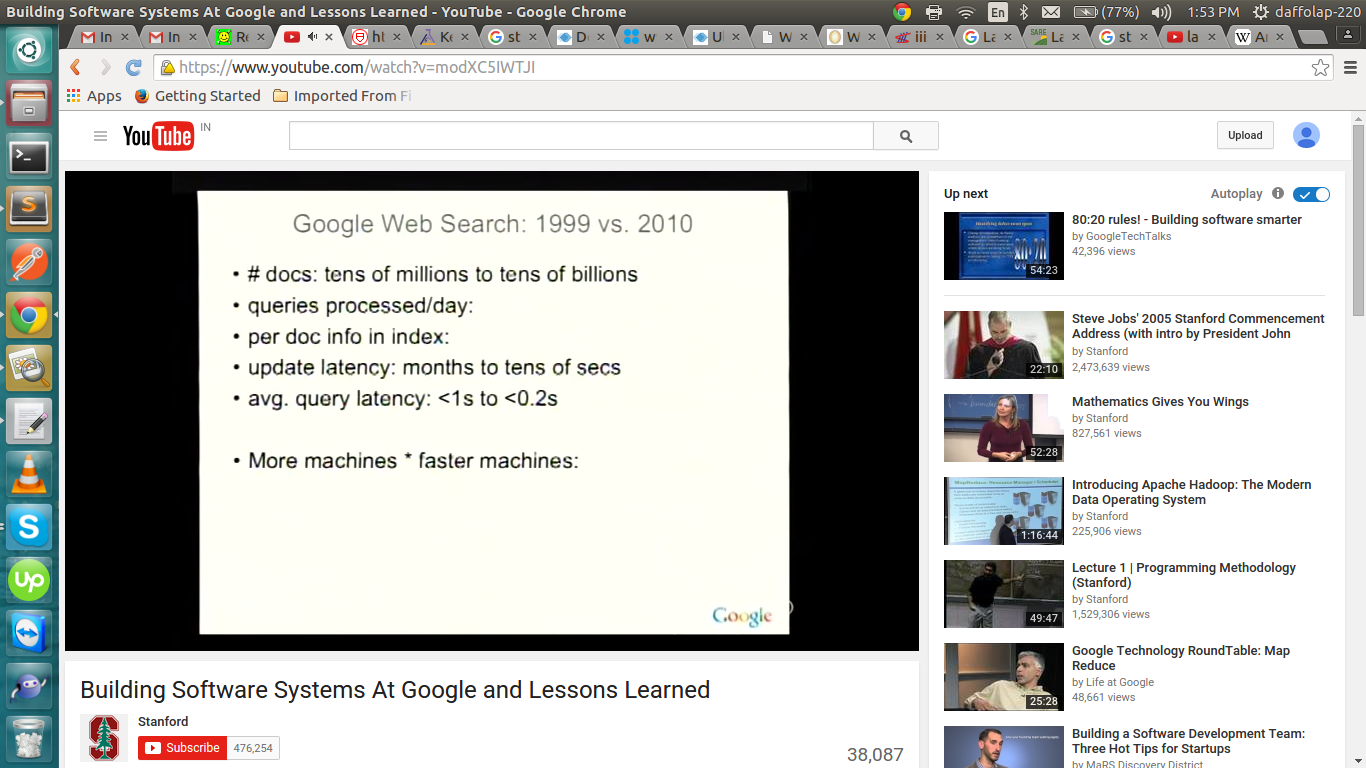 Building Software Systems At Google and Lessons Learned - YouTube - Google Chrome
En (77%) 1:53 PM daffolap-220
In In Re ht Ke st De w Ul W W iii La La st la Ar
https://www.youtube.com/watch?v=modXC5IWTJI
Apps Getting Started Imported From Fi
YouTube IN
Upload
Google Web Search: 1999 vs. 2010
• # docs: tens of millions to tens of billions
• queries processed/day:
• per doc info in index:
• update latency: months to tens of secs
• avg. query latency: <1s to <0.2s
• More machines * faster machines:
Google
Building Software Systems At Google and Lessons Learned
Stanford
Subscribe 476,254
38,087
Up next Autoplay
80:20 rules! - Building software smarter
by GoogleTechTalks
42,396 views
54:23
Steve Jobs' 2005 Stanford Commencement
Address (with intro by President John
by Stanford
2,473,639 views
22:10
Mathematics Gives You Wings
by Stanford
827,561 views
52:28
Introducing Apache Hadoop: The Modern
Data Operating System
by Stanford
225,906 views
1:16:44
Lecture 1 | Programming Methodology
(Stanford)
by Stanford
1,529,306 views
49:47
Google Technology RoundTable: Map
Reduce
by Life at Google
48,661 views
25:28
Building a Software Development Team:
Three Hot Tips for Startups
by MaRS Discovery District